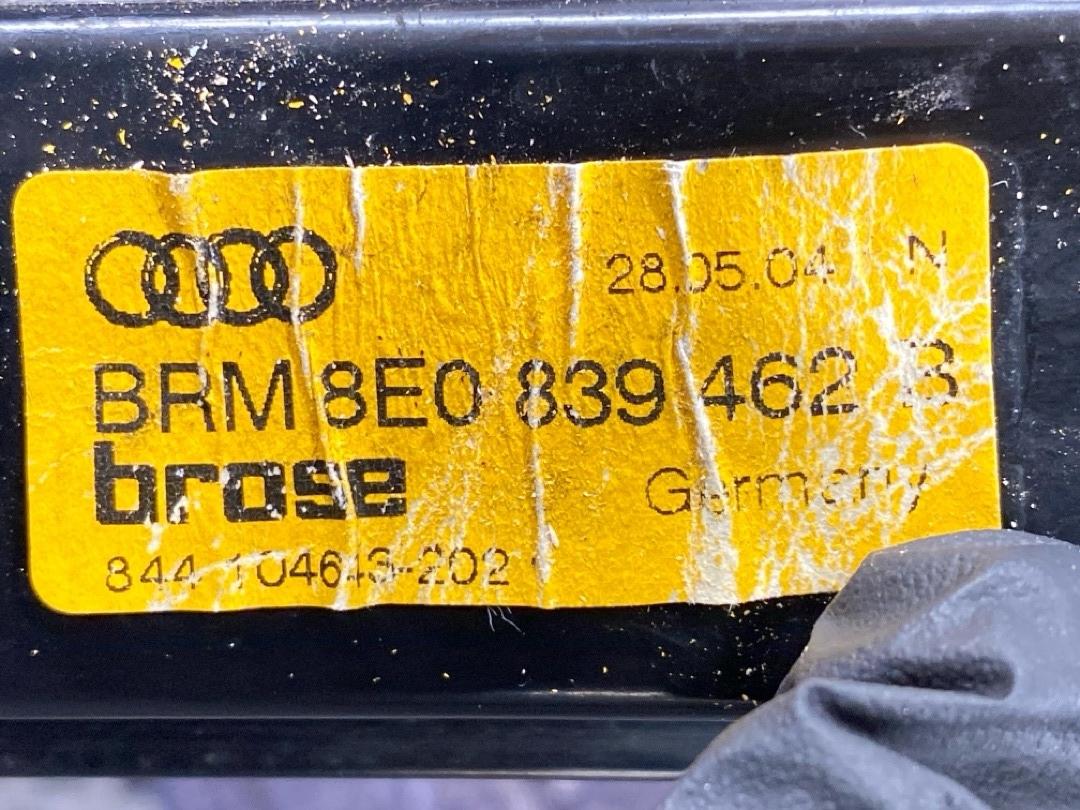 28.05.04 N
BRM 8E0 839 462 B
brose
Germany
844 104643-202